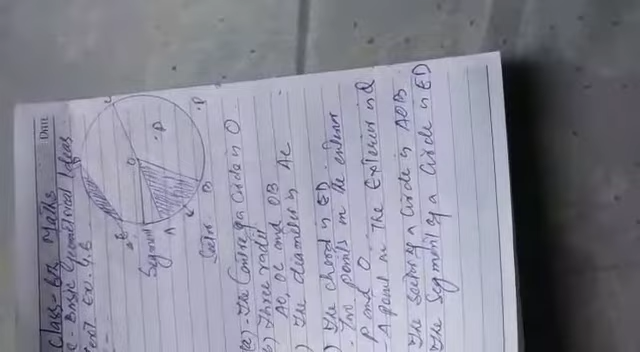 Date
Class - 6th Maths
Basic Geometrical Ideas
Ex. 4.6
O
P
P
Segment
A
B
Sector
(a) - The Centre of a Circle is O
b) Three radii
AO, OC and OB
) The diameter is AC
) The chord is ED.
Two points in the interior
P and O
- A point in the Exterior is Q
The Sector of a Circle is AOB
The Segment of a Circle is ED